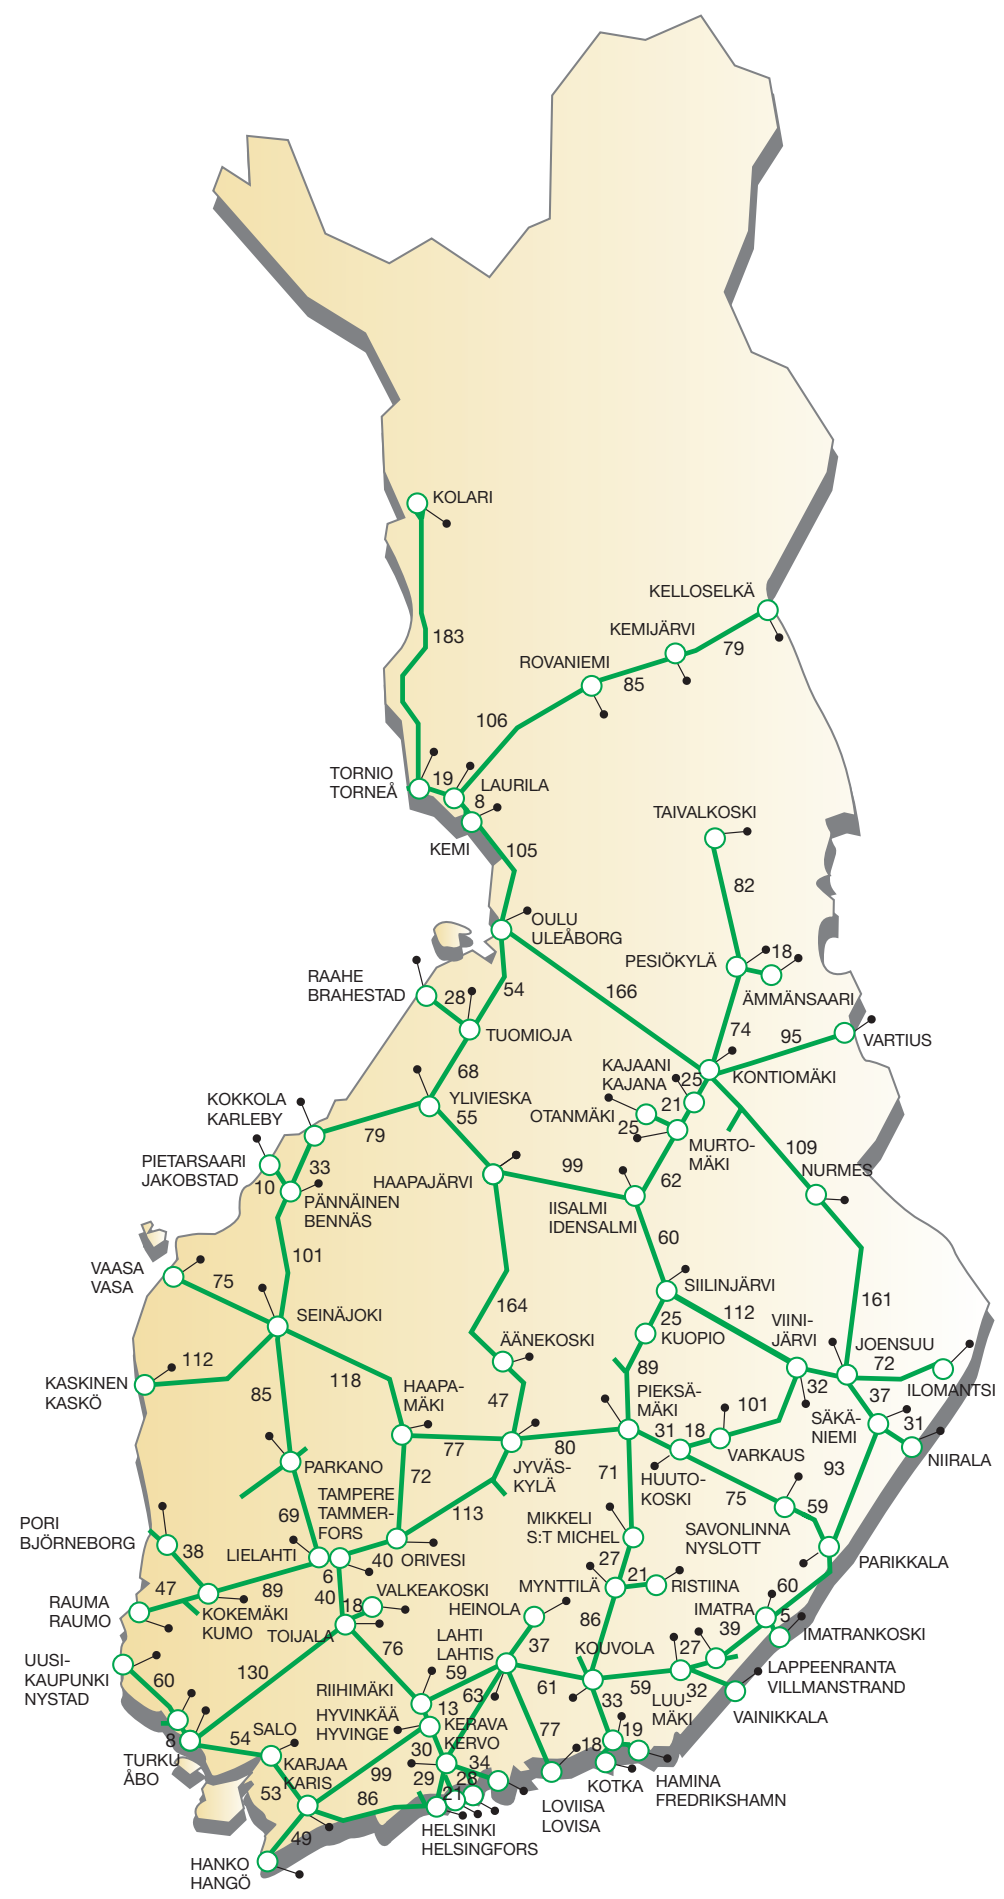 KOLARI
KELLOSELKÄ
KEMIJÄRVI
183
79
ROVANIEMI
85
106
TORNIO
TORNEÅ
19
LAURILA
8
TAIVALKOSKI
KEMI
105
82
OULU
ULEÅBORG
PESIÖKYLÄ
18
RAAHE
BRAHESTAD
28
54
166
ÄMMÄNSAARI
TUOMIOJA
74
95
VARTIUS
KAJAANI
KAJANA
25
KONTIOMÄKI
68
KOKKOLA
KARLEBY
YLIVIESKA
55
OTANMÄKI
21
25
79
MURTO-
MÄKI
109
PIETARSAARI
JAKOBSTAD
33
10
HAAPAJÄRVI
99
62
NURMES
PÄNNÄINEN
BENNÄS
IISALMI
IDENSALMI
60
101
VAASA
VASA
75
SIILINJÄRVI
164
112
161
SEINÄJOKI
25
KUOPIO
VIINI-
JÄRVI
ÄÄNEKOSKI
JOENSUU
72
112
KASKINEN
KASKÖ
118
89
32
ILOMANTSI
85
HAAPA-
MÄKI
47
PIEKSÄ-
MÄKI
101
37
31
18
SÄKÄ-
NIEMI
31
77
80
VARKAUS
NIIRALA
PARKANO
72
JYVÄS-
KYLÄ
71
HUUTO-
KOSKI
93
TAMPERE
TAMMER-
FORS
75
59
69
113
MIKKELI
S:T MICHEL
SAVONLINNA
NYSLOTT
PORI
BJÖRNEBORG
38
LIELAHTI
6
40
ORIVESI
27
PARIKKALA
47
89
40
VALKEAKOSKI
MYNTTILÄ
21
RISTIINA
60
RAUMA
RAUMO
KOKEMÄKI
KUMO
18
HEINOLA
86
IMATRA
5
TOIJALA
IMATRANKOSKI
76
LAHTI
LAHTIS
37
KOUVOLA
39
27
UUSI-
KAUPUNKI
NYSTAD
60
130
59
61
59
LAPPEENRANTA
VILLMANSTRAND
RIIHIMÄKI
63
32
33
LUU-
MÄKI
VAINIKKALA
HYVINKÄÄ
HYVINGE
13
KERAVA
KERVO
77
19
8
54
SALO
30
34
18
TURKU
ÅBO
KARJAA
KARIS
99
29
28
KOTKA
HAMINA
FREDRIKSHAMN
53
86
21
LOVIISA
LOVISA
HELSINKI
HELSINGFORS
49
HANKO
HANGÖ